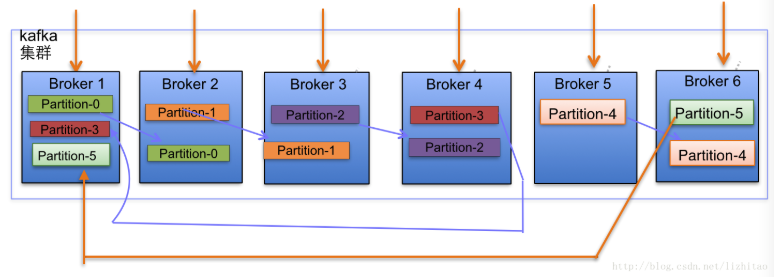 kafka
集群
Broker 1
Partition-0
Partition-3
Partition-5
Broker 2
Partition-1
Partition-0
Broker 3
Partition-2
Partition-1
Broker 4
Partition-3
Partition-2
Broker 5
Partition-4
Broker 6
Partition-5
Partition-4
http://blog.csdn.net/lizhitao